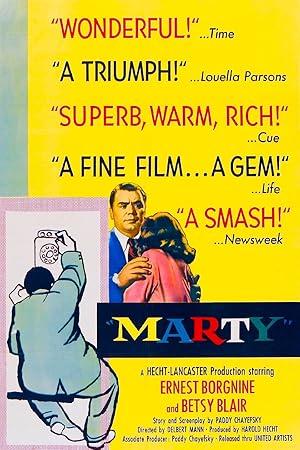 "WONDERFUL!"
...Time
"A TRIUMPH!"
...Louella Parsons
"SUPERB, WARM, RICH!"
...Cue
"A FINE FILM...A GEM!"
...Life
"A SMASH!"
...Newsweek
"MARTY"
A HECHT-LANCASTER Production starring
ERNEST BORGNINE
and BETSY BLAIR
Story and Screenplay by PADDY CHAYEFSKY
Directed by DELBERT MANN · Produced by HAROLD HECHT
Associate Producer: Paddy Chayefsky · Released thru UNITED ARTISTS